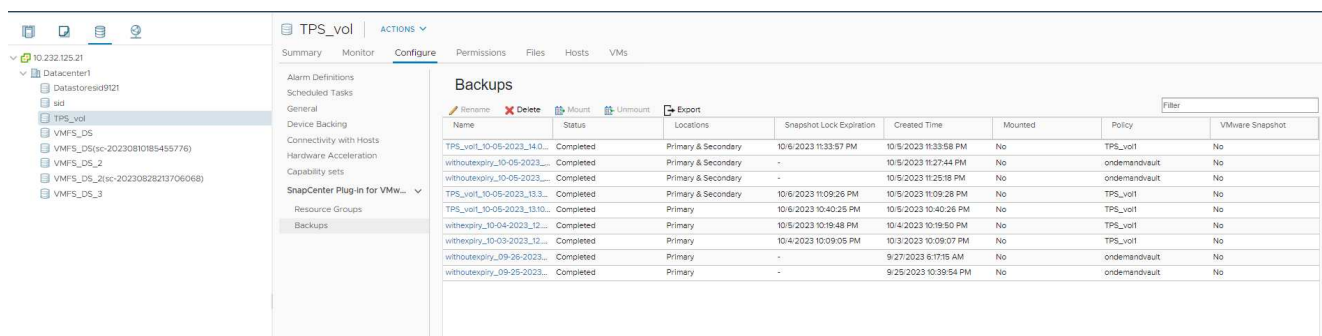 TPS_vol ACTIONS
Summary Monitor Configure Permissions Files Hosts VMs
10.232.125.21
Datacenter1
Datastoresid9121
sid
TPS_vol
VMFS_DS
VMFS_DS(sc-20230810185455776)
VMFS_DS_2
VMFS_DS_2(sc-20230828213706068)
VMFS_DS_3
Alarm Definitions
Scheduled Tasks
General
Device Backing
Connectivity with Hosts
Hardware Acceleration
Capability sets
SnapCenter Plug-in for VMw...
Resource Groups
Backups
Backups
Rename Delete Mount Unmount Export Filter
Name Status Locations Snapshot Lock Expiration Created Time Mounted Policy VMware Snapshot
TPS_vol1_10-05-2023_14.0... Completed Primary & Secondary 10/6/2023 11:33:57 PM 10/5/2023 11:33:58 PM No TPS_vol1 No
withoutexpiry_10-05-2023_... Completed Primary & Secondary - 10/5/2023 11:27:44 PM No ondemandvault No
withoutexpiry_10-05-2023_... Completed Primary & Secondary - 10/5/2023 11:25:18 PM No ondemandvault No
TPS_vol1_10-05-2023_13.3... Completed Primary & Secondary 10/6/2023 11:09:26 PM 10/5/2023 11:09:28 PM No TPS_vol1 No
TPS_vol1_10-05-2023_13.10... Completed Primary 10/6/2023 10:40:25 PM 10/5/2023 10:40:26 PM No TPS_vol1 No
withexpiry_10-04-2023_12.... Completed Primary 10/5/2023 10:19:48 PM 10/4/2023 10:19:50 PM No TPS_vol1 No
withexpiry_10-03-2023_12.... Completed Primary 10/4/2023 10:09:05 PM 10/3/2023 10:09:07 PM No TPS_vol1 No
withoutexpiry_09-26-2023... Completed Primary - 9/27/2023 6:17:15 AM No ondemandvault No
withoutexpiry_09-25-2023... Completed Primary - 9/25/2023 10:39:54 PM No ondemandvault No